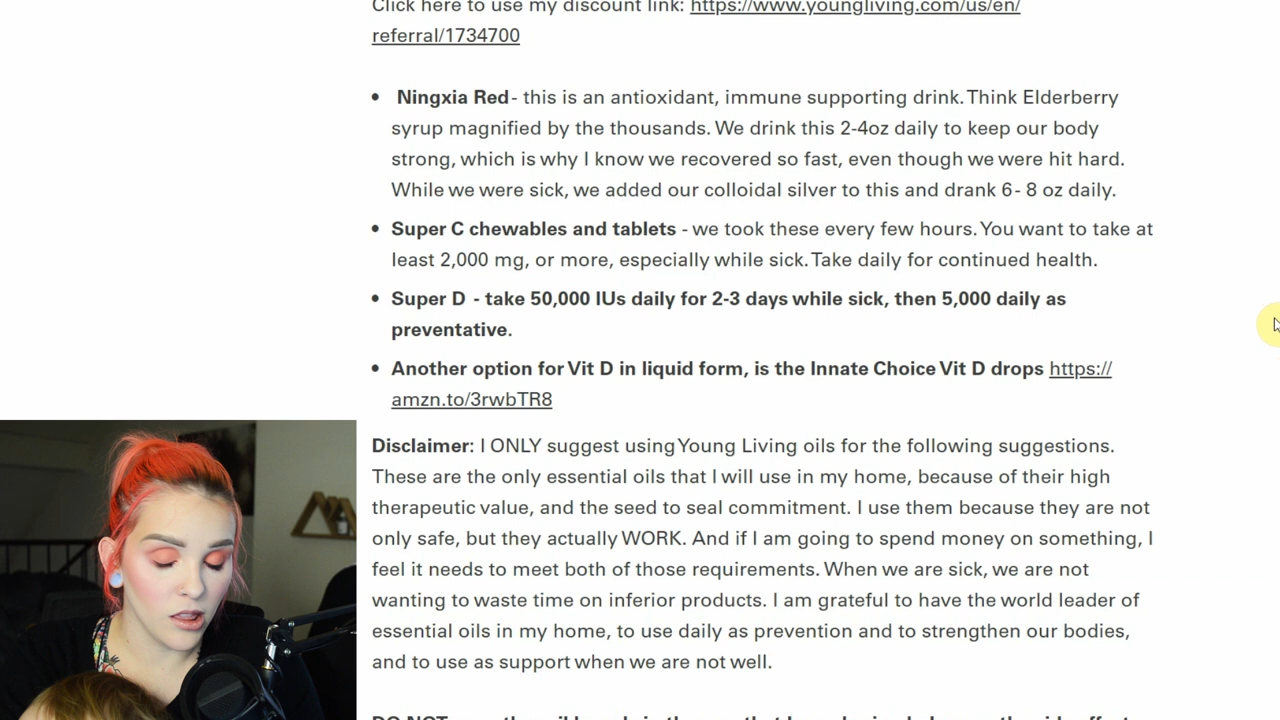 Click here to use my discount link: https://www.youngliving.com/us/en/
referral/1734700
• Ningxia Red- this is an antioxidant, immune supporting drink. Think Elderberry
syrup magnified by the thousands. We drink this 2-4oz daily to keep our body
strong, which is why I know we recovered so fast, even though we were hit hard.
While we were sick, we added our colloidal silver to this and drank 6- 8 oz daily.
• Super C chewables and tablets - we took these every few hours. You want to take at
least 2,000 mg, or more, especially while sick. Take daily for continued health.
• Super D - take 50,000 IUs daily for 2-3 days while sick, then 5,000 daily as
preventative.
• Another option for Vit D in liquid form, is the Innate Choice Vit D drops https://
amzn.to/3rwbTR8
Disclaimer: I ONLY suggest using Young Living oils for the following suggestions.
These are the only essential oils that I will use in my home, because of their high
therapeutic value, and the seed to seal commitment. I use them because they are not
only safe, but they actually WORK. And if I am going to spend money on something, I
feel it needs to meet both of those requirements. When we are sick, we are not
wanting to waste time on inferior products. I am grateful to have the world leader of
essential oils in my home, to use daily as prevention and to strengthen our bodies,
and to use as support when we are not well.
DO NOT